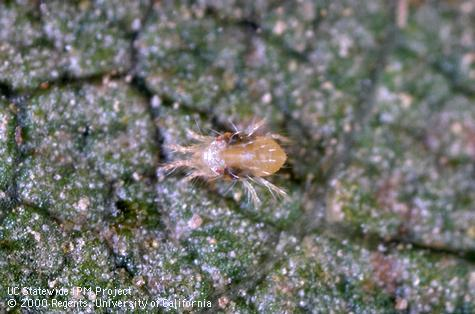 UC Statewide IPM Project
© 2000 Regents, University of California